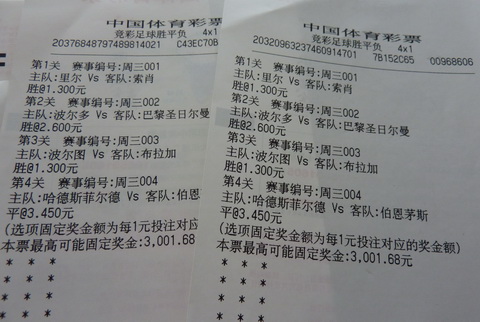 中国体育彩票
竞彩足球胜平负 4x1
20376848797489814021 C43EC70B
第1关 赛事编号:周三001
主队:里尔 Vs 客队:索肖
胜@1.300元
第2关 赛事编号:周三002
主队:波尔多 Vs 客队:巴黎圣日尔曼
胜@2.600元
第3关 赛事编号:周三003
主队:波尔图 Vs 客队:布拉加
胜@1.300元
第4关 赛事编号:周三004
主队:哈德斯菲尔德 Vs 客队:伯恩
平@3.450元
(选项固定奖金额为每1元投注对应
本票最高可能固定奖金:3,001.68
* * *
* * *
* * *
* * *
中国体育彩票
竞彩足球胜平负 4x1
20320963237460914701 7B152C65 00968606
第1关 赛事编号:周三001
主队:里尔 Vs 客队:索肖
胜@1.300元
第2关 赛事编号:周三002
主队:波尔多 Vs 客队:巴黎圣日尔曼
胜@2.600元
第3关 赛事编号:周三003
主队:波尔图 Vs 客队:布拉加
胜@1.300元
第4关 赛事编号:周三004
主队:哈德斯菲尔德 Vs 客队:伯恩茅斯
平@3.450元
(选项固定奖金额为每1元投注对应的奖金额)
本票最高可能固定奖金:3,001.68元
* * *
* * *
* * *
* * *